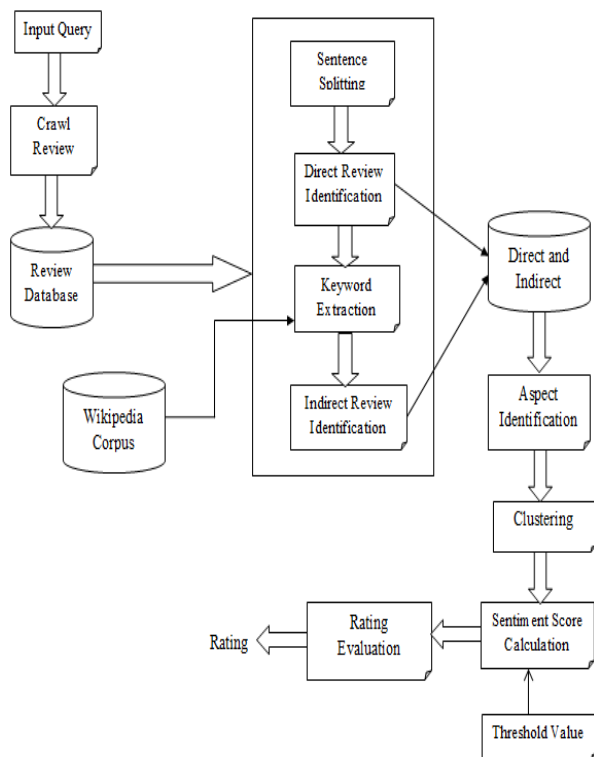 Input Query
Crawl
Review
Review
Database
Wikipedia
Corpus
Sentence
Splitting
Direct Review
Identification
Keyword
Extraction
Indirect Review
Identification
Direct and
Indirect
Aspect
Identification
Clustering
Sentiment Score
Calculation
Threshold Value
Rating
Evaluation
Rating